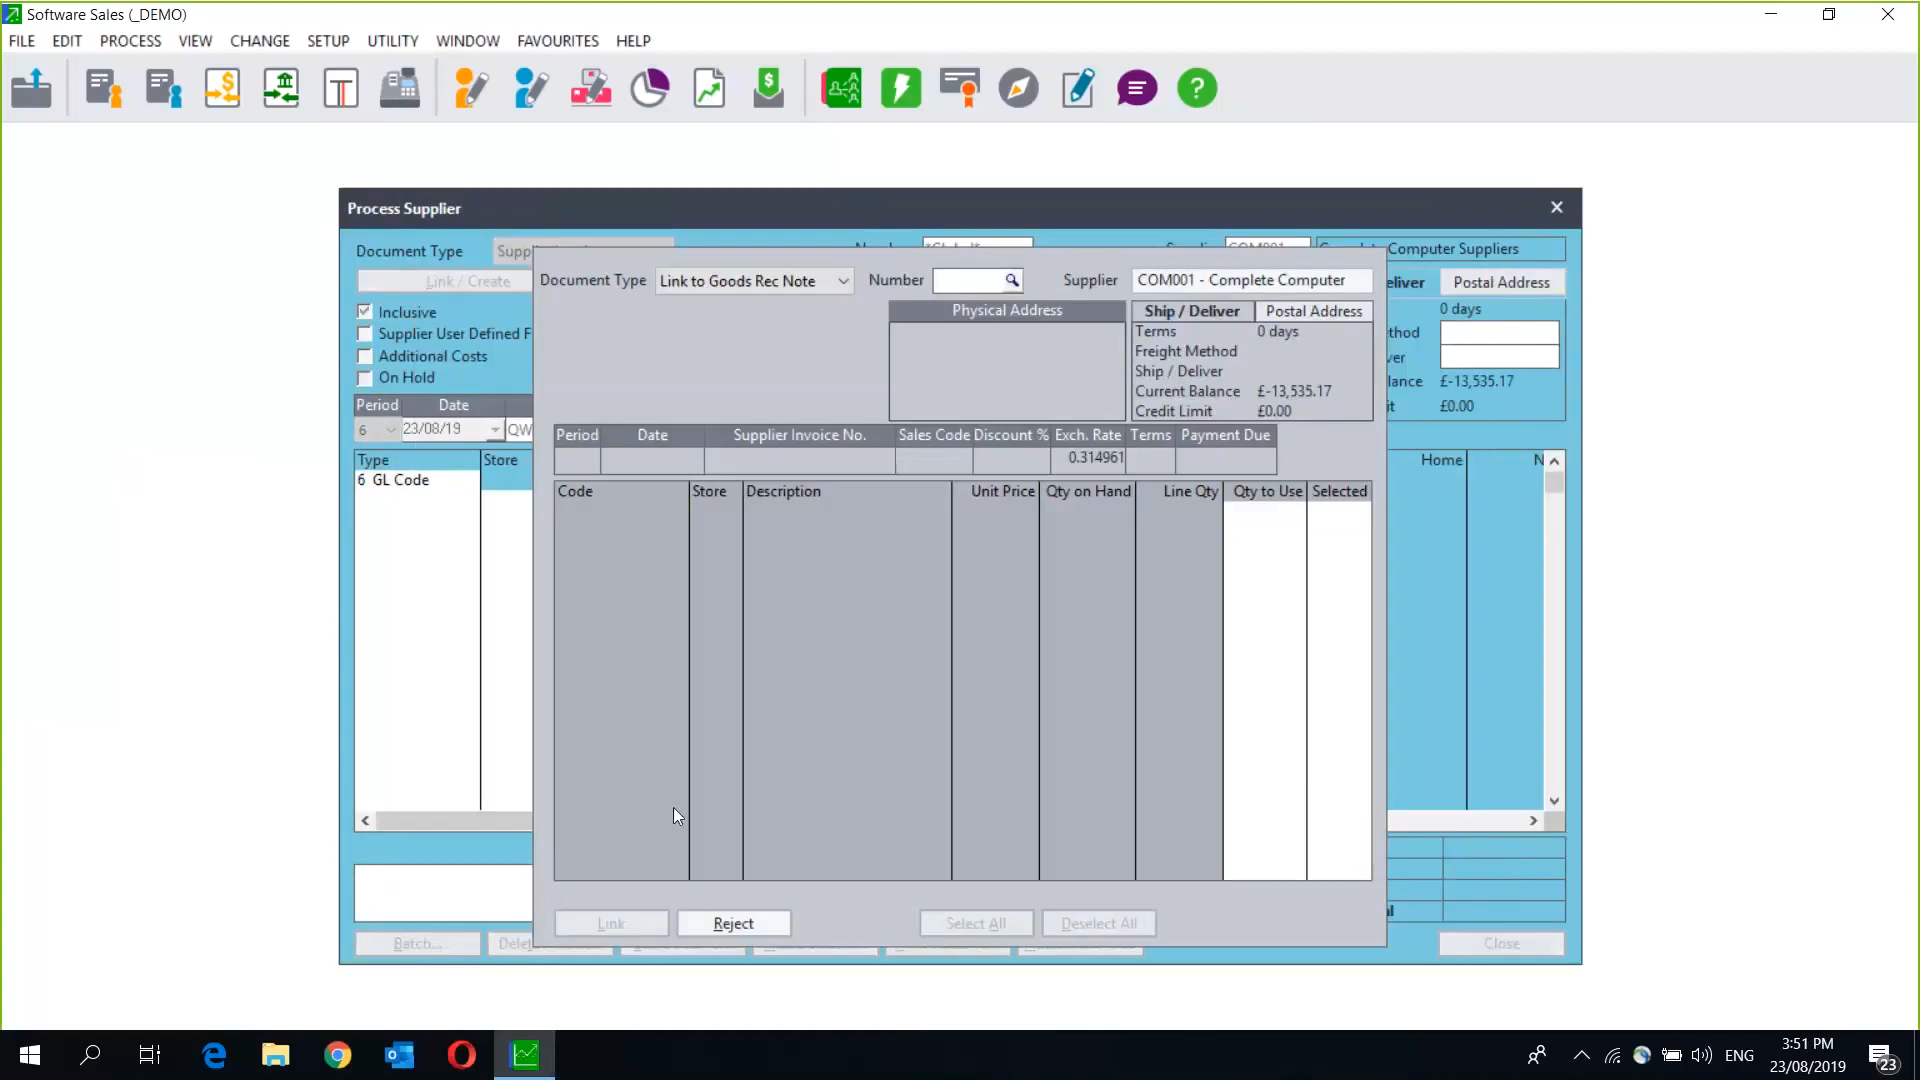 Software Sales (_DEMO)
FILE EDIT PROCESS VIEW CHANGE SETUP UTILITY WINDOW FAVOURITES HELP
Process Supplier
Document Type
Computer Suppliers
Link / Create
Postal Address
Document Type Link to Goods Rec Note Number Supplier COM001 - Complete Computer
Inclusive
Supplier User Defined F
Additional Costs
On Hold
Physical Address
Ship / Deliver Postal Address
Terms 0 days
Freight Method
Ship / Deliver
Current Balance £-13,535.17
Credit Limit £0.00
0 days
£-13,535.17
£0.00
Period Date
6 23/08/19 QW
Period Date Supplier Invoice No. Sales Code Discount % Exch. Rate Terms Payment Due
0.314961
Type Store
6 GL Code
Home N
Code Store Description Unit Price Qty on Hand Line Qty Qty to Use Selected
Link Reject Select All Deselect All
Batch... Close
ENG
3:51 PM
23/08/2019
23